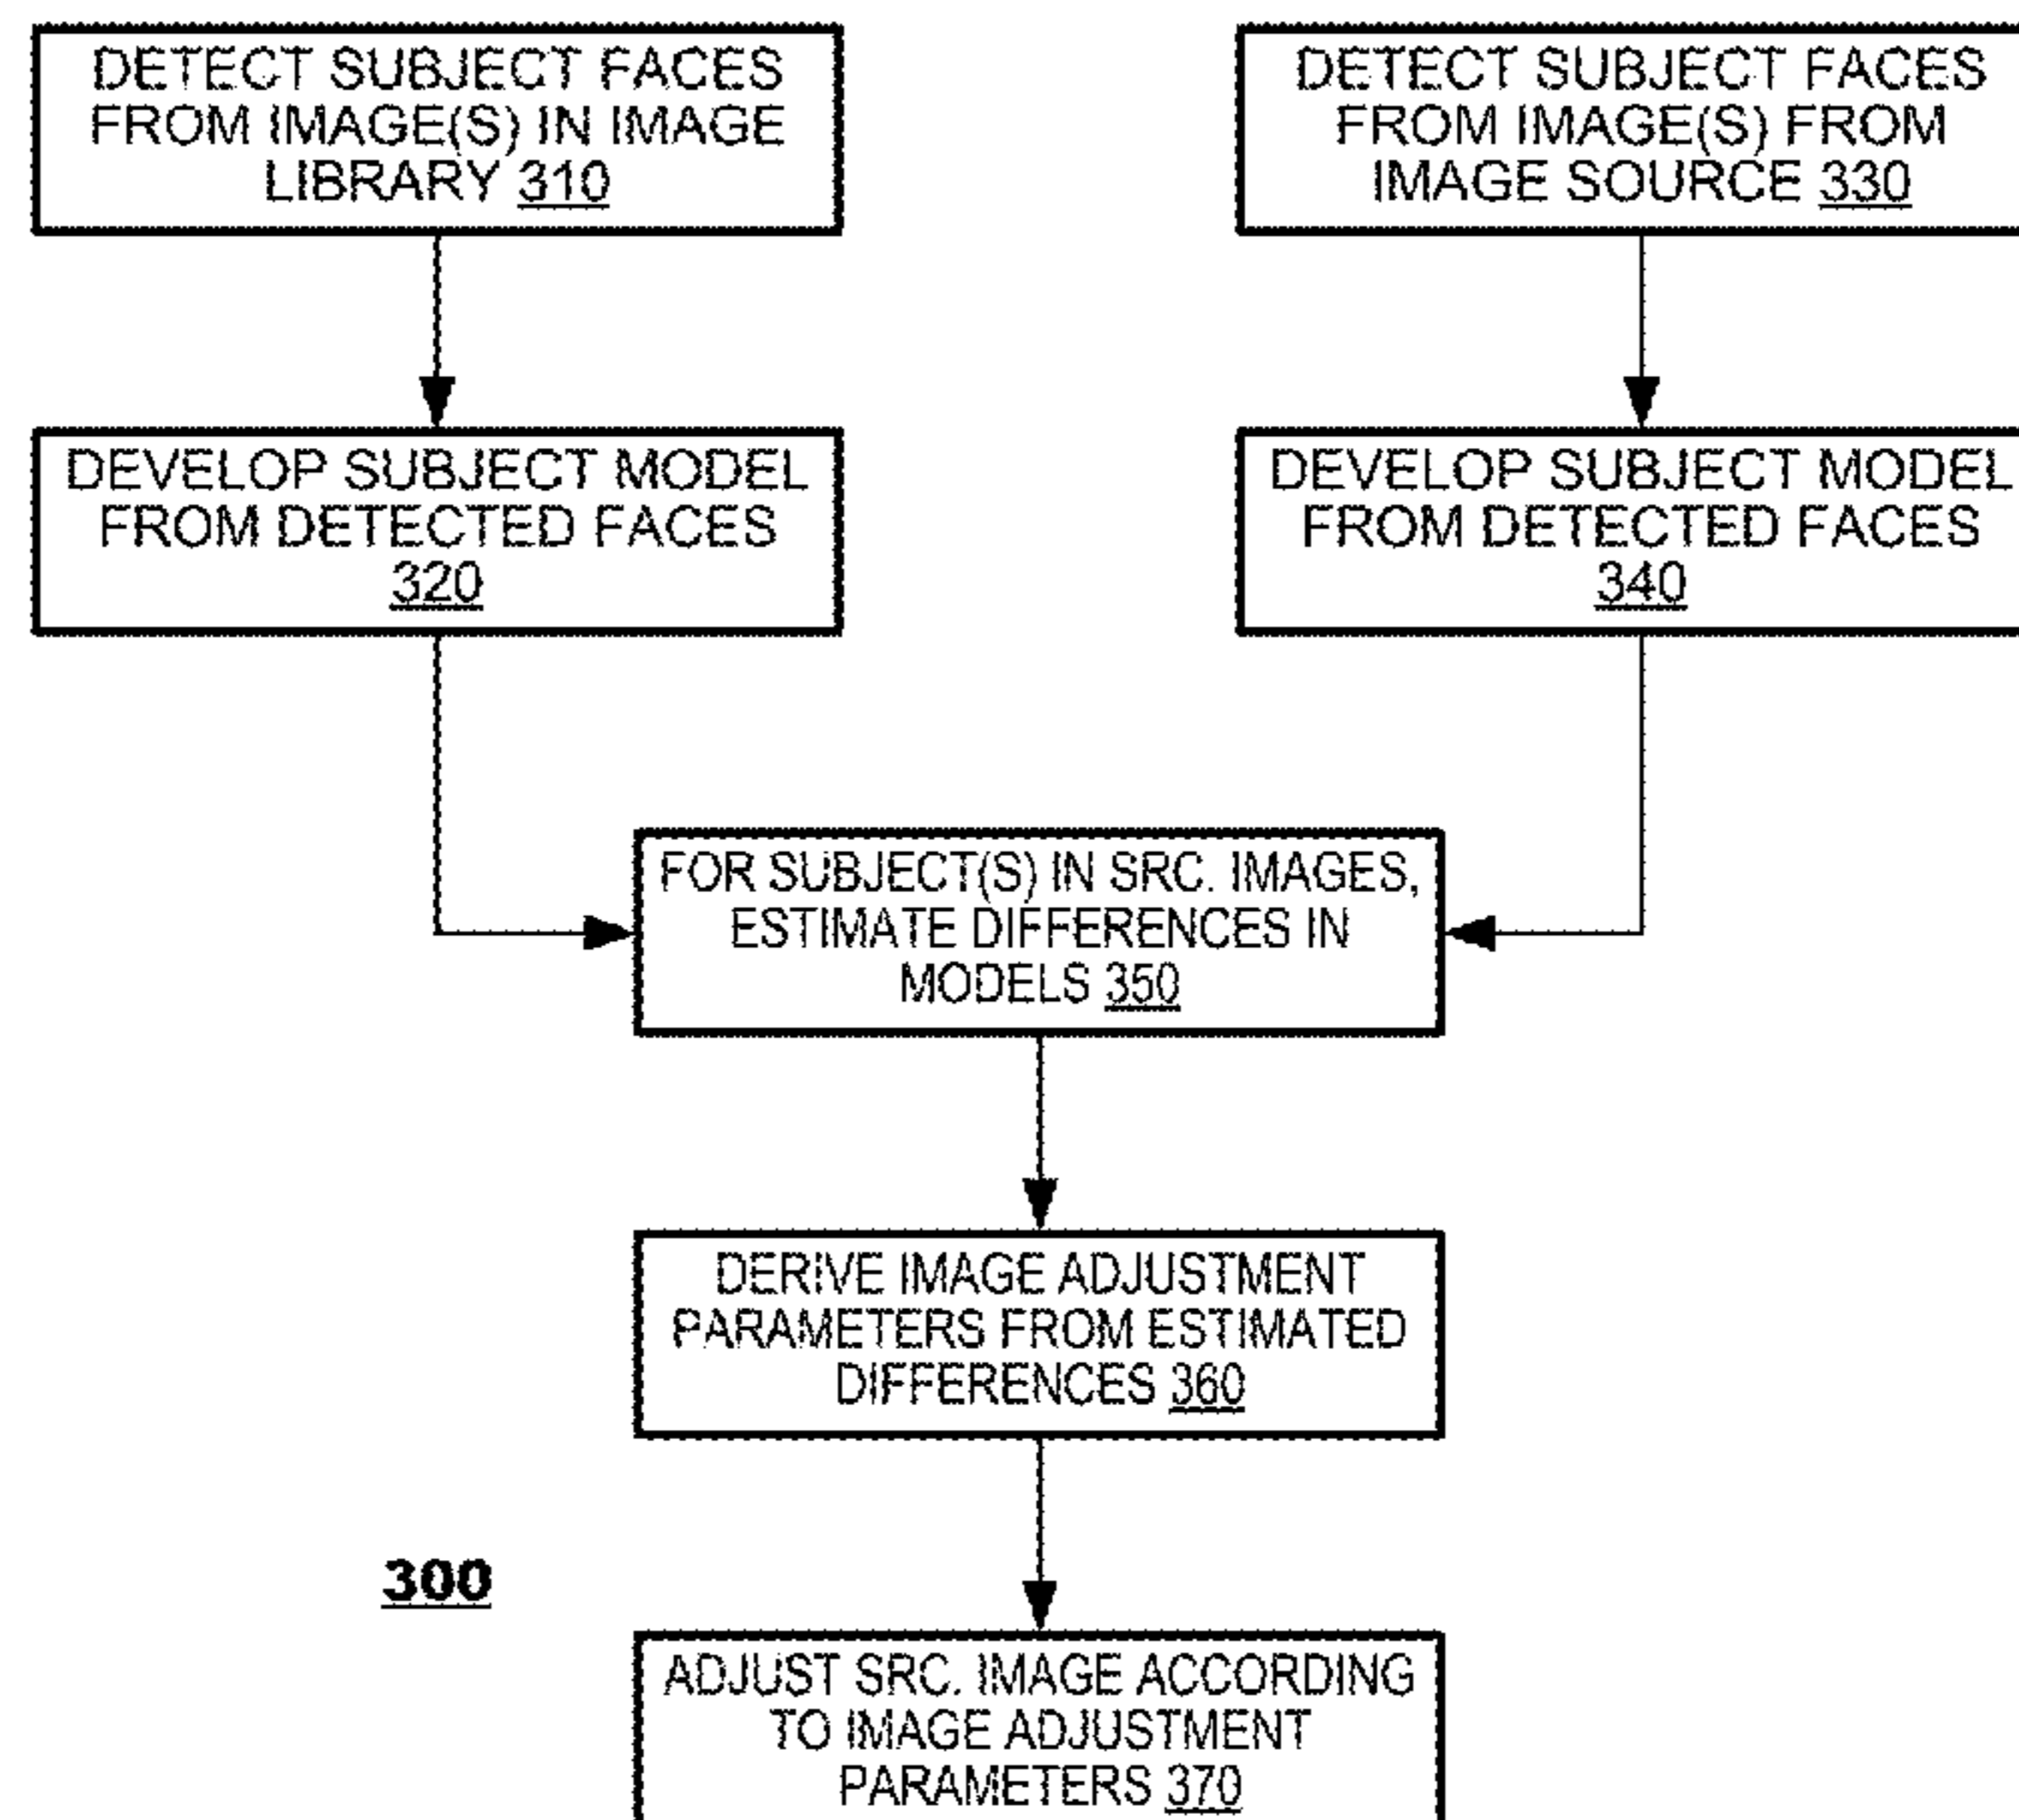 DETECT SUBJECT FACES
FROM IMAGE(S) IN IMAGE
LIBRARY 310
DETECT SUBJECT FACES
FROM IMAGE(S) FROM
IMAGE SOURCE 330
DEVELOP SUBJECT MODEL
FROM DETECTED FACES
320
DEVELOP SUBJECT MODEL
FROM DETECTED FACES
340
FOR SUBJECT(S) IN SRC. IMAGES,
ESTIMATE DIFFERENCES IN
MODELS 350
DERIVE IMAGE ADJUSTMENT
PARAMETERS FROM ESTIMATED
DIFFERENCES 360
300
ADJUST SRC. IMAGE ACCORDING
TO IMAGE ADJUSTMENT
PARAMETERS 370